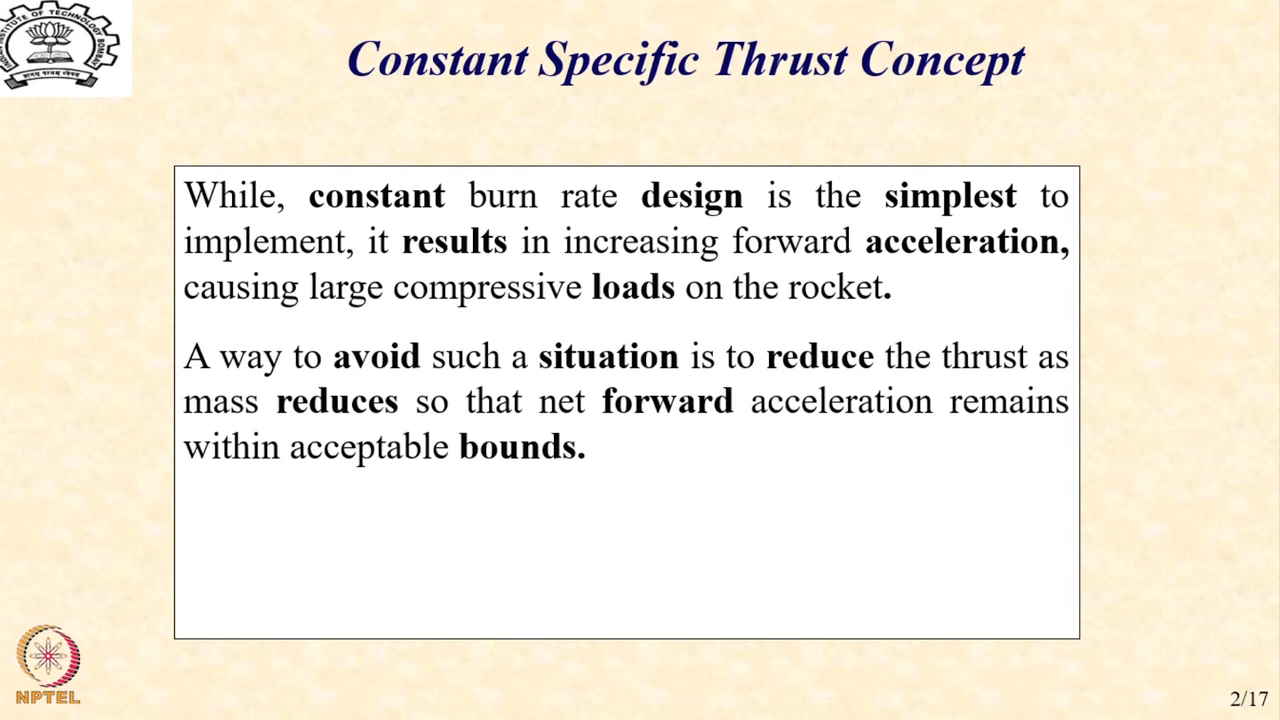 Constant Specific Thrust Concept
While, constant burn rate design is the simplest to
implement, it results in increasing forward acceleration,
causing large compressive loads on the rocket.
A way to avoid such a situation is to reduce the thrust as
mass reduces so that net forward acceleration remains
within acceptable bounds.
NPTEL
2/17